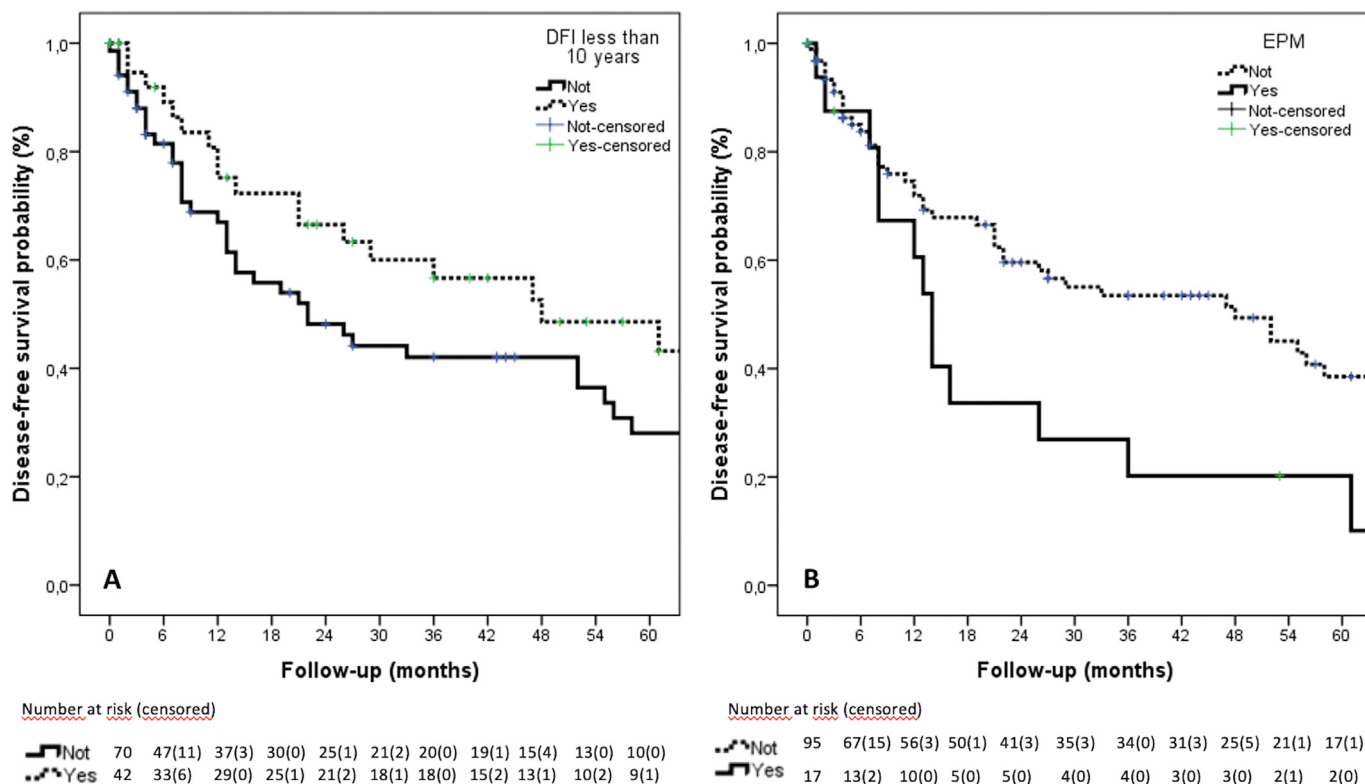 DFI less than
10 years
Not
Yes
Not-censored
Yes-censored
1,0
0,8
0,6
0,4
0,2
0,0
Disease-free survival probability (%)
A
0 6 12 18 24 30 36 42 48 54 60
Follow-up (months)
Number at risk (censored)
Not 70 47(11) 37(3) 30(0) 25(1) 21(2) 20(0) 19(1) 15(4) 13(0) 10(0)
Yes 42 33(6) 29(0) 25(1) 21(2) 18(1) 18(0) 15(2) 13(1) 10(2) 9(1)
EPM
Not
Yes
Not-censored
Yes-censored
1,0
0,8
0,6
0,4
0,2
0,0
Disease-free survival probability (%)
B
0 6 12 18 24 30 36 42 48 54 60
Follow-up (months)
Number at risk (censored)
Not 95 67(15) 56(3) 50(1) 41(3) 35(3) 34(0) 31(3) 25(5) 21(1) 17(1)
Yes 17 13(2) 10(0) 5(0) 5(0) 4(0) 4(0) 3(0) 3(0) 2(1) 2(0)